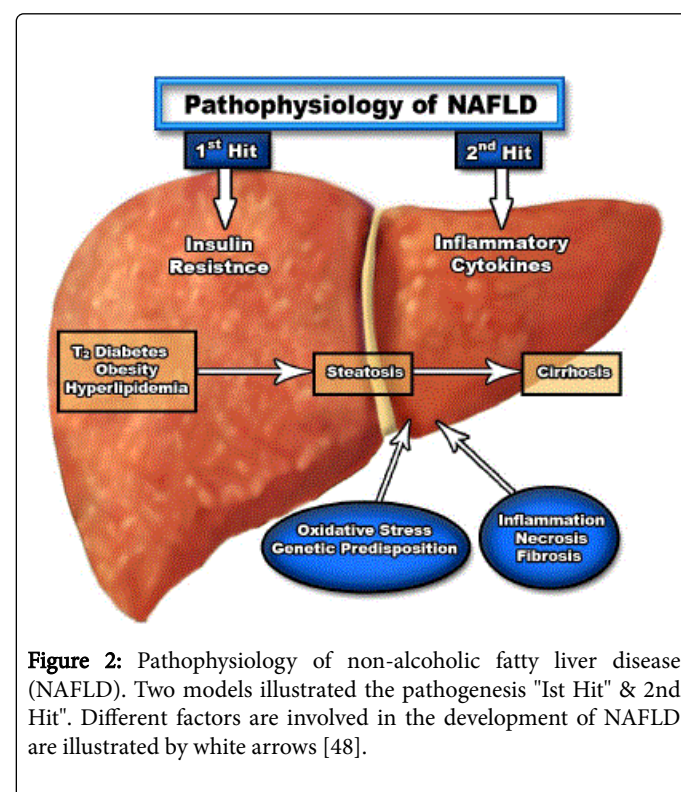 Pathophysiology of NAFLD
1st Hit
2nd Hit
Insulin
Resistnce
Inflammatory
Cytokines
T2 Diabetes
Obesity
Hyperlipidemia
Steatosis
Cirrhosis
Oxidative Stress
Genetic Predisposition
Inflammation
Necrosis
Fibrosis
Figure 2: Pathophysiology of non-alcoholic fatty liver disease
(NAFLD). Two models illustrated the pathogenesis "Ist Hit" & 2nd
Hit". Different factors are involved in the development of NAFLD
are illustrated by white arrows [48].